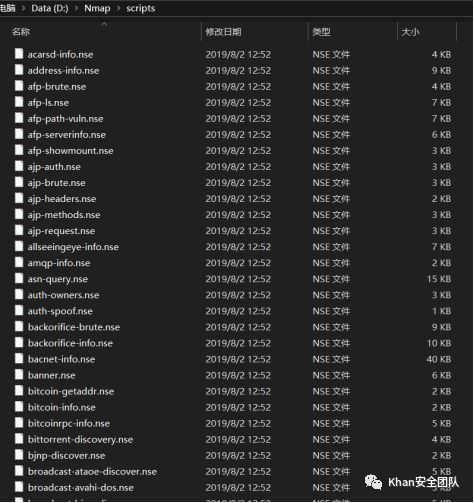 电脑 › Data (D:) › Nmap › scripts
名称 修改日期 类型 大小
acarsd-info.nse 2019/8/2 12:52 NSE 文件 4 KB
address-info.nse 2019/8/2 12:52 NSE 文件 9 KB
afp-brute.nse 2019/8/2 12:52 NSE 文件 4 KB
afp-ls.nse 2019/8/2 12:52 NSE 文件 7 KB
afp-path-vuln.nse 2019/8/2 12:52 NSE 文件 7 KB
afp-serverinfo.nse 2019/8/2 12:52 NSE 文件 6 KB
afp-showmount.nse 2019/8/2 12:52 NSE 文件 3 KB
ajp-auth.nse 2019/8/2 12:52 NSE 文件 3 KB
ajp-brute.nse 2019/8/2 12:52 NSE 文件 3 KB
ajp-headers.nse 2019/8/2 12:52 NSE 文件 2 KB
ajp-methods.nse 2019/8/2 12:52 NSE 文件 3 KB
ajp-request.nse 2019/8/2 12:52 NSE 文件 3 KB
allseeingeye-info.nse 2019/8/2 12:52 NSE 文件 7 KB
amqp-info.nse 2019/8/2 12:52 NSE 文件 2 KB
asn-query.nse 2019/8/2 12:52 NSE 文件 15 KB
auth-owners.nse 2019/8/2 12:52 NSE 文件 3 KB
auth-spoof.nse 2019/8/2 12:52 NSE 文件 1 KB
backorifice-brute.nse 2019/8/2 12:52 NSE 文件 9 KB
backorifice-info.nse 2019/8/2 12:52 NSE 文件 10 KB
bacnet-info.nse 2019/8/2 12:52 NSE 文件 40 KB
banner.nse 2019/8/2 12:52 NSE 文件 6 KB
bitcoin-getaddr.nse 2019/8/2 12:52 NSE 文件 2 KB
bitcoin-info.nse 2019/8/2 12:52 NSE 文件 2 KB
bitcoinrpc-info.nse 2019/8/2 12:52 NSE 文件 5 KB
bittorrent-discovery.nse 2019/8/2 12:52 NSE 文件 4 KB
bjnp-discover.nse 2019/8/2 12:52 NSE 文件 2 KB
broadcast-ataoe-discover.nse 2019/8/2 12:52 NSE 文件 5 KB
broadcast-avahi-dos.nse 2019/8/2 12:52 NSE 文件
Khan安全团队